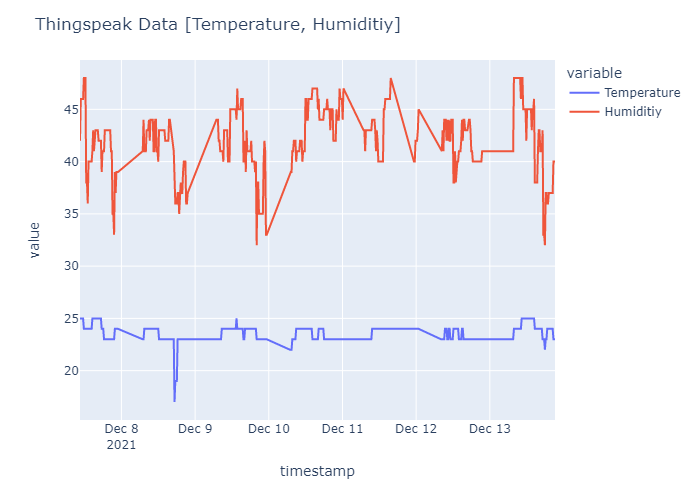 Thingspeak Data [Temperature, Humiditiy]
variable
Temperature
Humiditiy
value
45
40
35
30
25
20
Dec 8
2021
Dec 9
Dec 10
Dec 11
Dec 12
Dec 13
timestamp